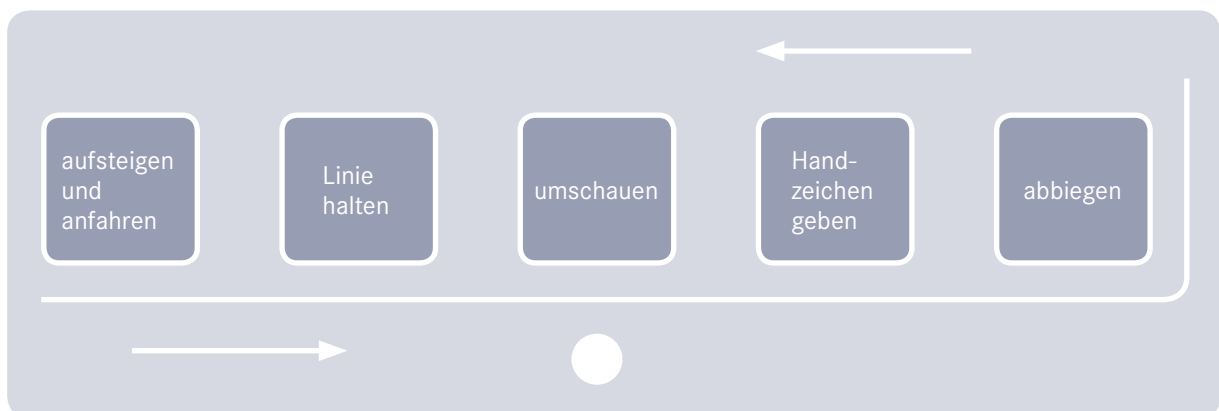 aufsteigen
und
anfahren
Linie
halten
umschauen
Hand-
zeichen
geben
abbiegen